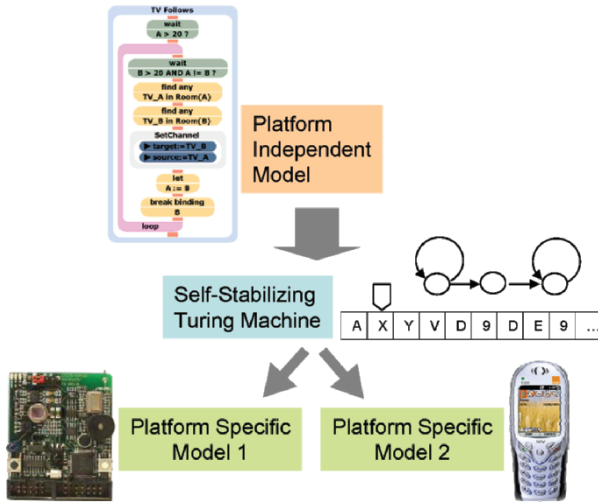 TV Follows
wait
A > 20 ?
wait
B > 20 AND A != B ?
find any
TV_A in Room(A)
find any
TV_B in Room(B)
SetChannel
target:=TV_B
source:=TV_A
let
A := B
break binding
B
loop
Platform
Independent
Model
Self-Stabilizing
Turing Machine
A X Y V D 9 D E 9 ...
Platform Specific
Model 1
Platform Specific
Model 2